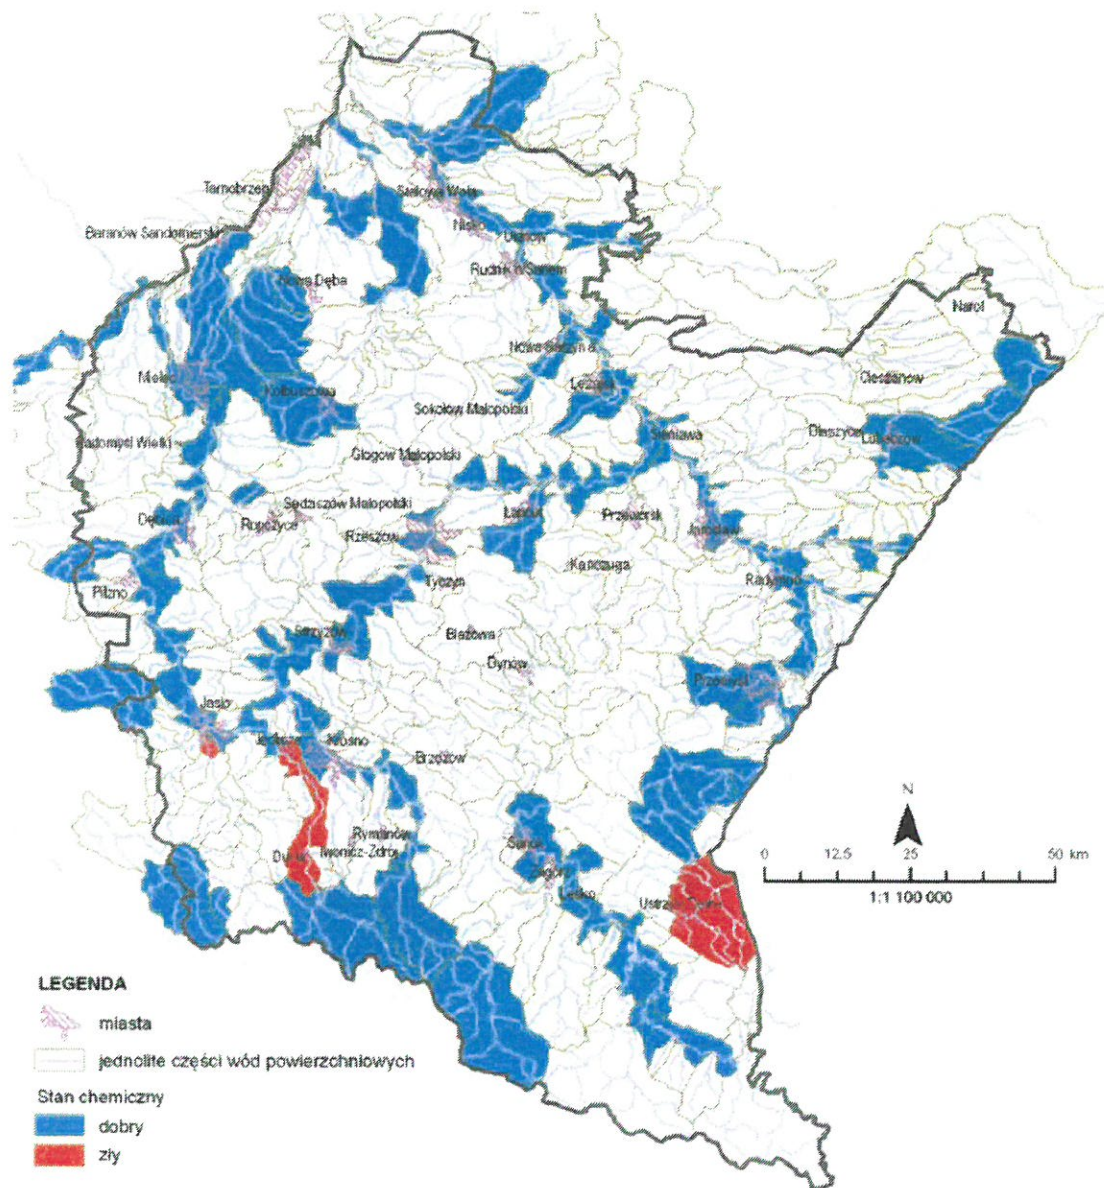 Tarnobrzeg
Stalowa Wola
Nisko
Ulanów
Baranów Sandomierski
Rudnik n/Sanem
Nowa Dęba
Narol
Nowa Sarzyna
Mielec
Leżajsk
Cieszanów
Kolbuszowa
Sokołów Małopolski
Oleszyce
Sieniawa
Lubaczów
Radomyśl Wielki
Głogów Małopolski
Sędziszów Małopolski
Dębica
Ropczyce
Łańcut
Przeworsk
Rzeszów
Jarosław
Kańczuga
Tyczyn
Radymno
Pilzno
Strzyżów
Błażowa
Dynów
Przemyśl
Jasło
Jedlicze
Krosno
Brzozów
N
Rymanów
Sanok
Dukla
Iwonicz-Zdrój
0 12,5 25 50 km
Zagórz
1:1 100 000
Lesko
Ustrzyki Dolne
LEGENDA
miasta
jednolite części wód powierzchniowych
Stan chemiczny
dobry
zły